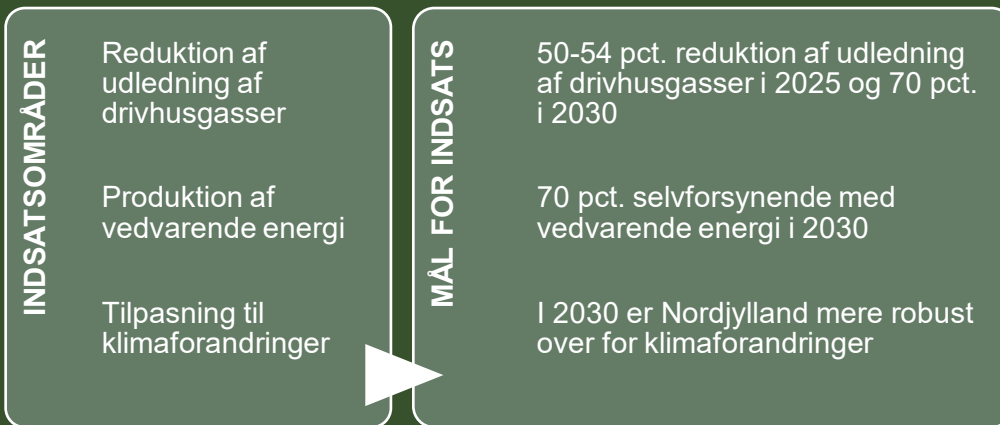 INDSATSOMRÅDER
Reduktion af
udledning af
drivhusgasser
Produktion af
vedvarende energi
Tilpasning til
klimaforandringer
MÅL FOR INDSATS
50-54 pct. reduktion af udledning
af drivhusgasser i 2025 og 70 pct.
i 2030
70 pct. selvforsynende med
vedvarende energi i 2030
I 2030 er Nordjylland mere robust
over for klimaforandringer